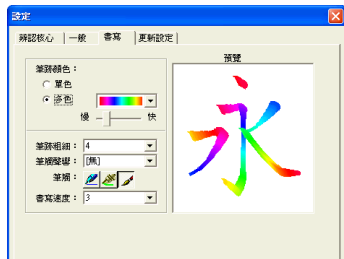 設定
辨認核心 一般 書寫 更新設定
筆跡顏色：
單色
多色
慢 快
筆跡粗細： 4
筆觸壓響： [無]
筆觸：
書寫速度： 3
預覽
永